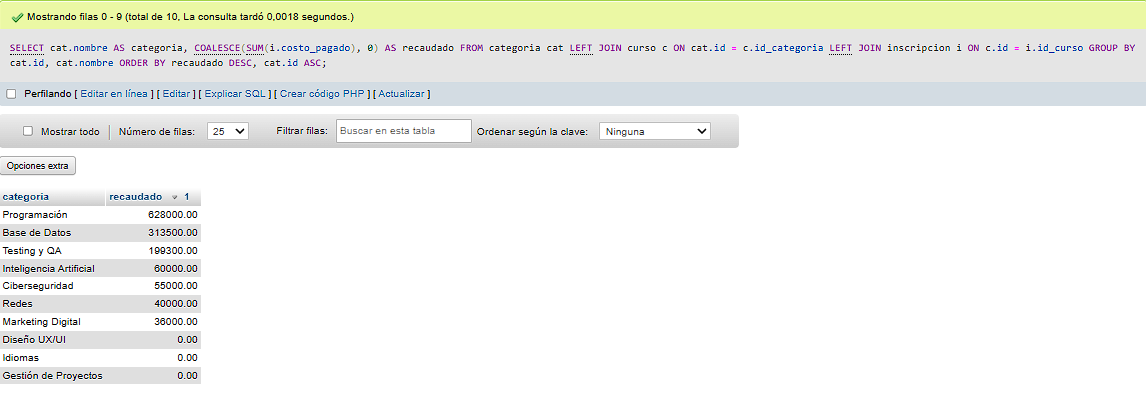 Mostrando filas 0 - 9 (total de 10, La consulta tardó 0,0018 segundos.)
SELECT cat.nombre AS categoria, COALESCE(SUM(i.costo_pagado), 0) AS recaudado FROM categoria cat LEFT JOIN curso c ON cat.id = c.id_categoria LEFT JOIN inscripcion i ON c.id = i.id_curso GROUP BY
cat.id, cat.nombre ORDER BY recaudado DESC, cat.id ASC;
Perfilando [ Editar en línea ] [ Editar ] [ Explicar SQL ] [ Crear código PHP ] [ Actualizar ]
Mostrar todo Número de filas: 25 Filtrar filas: Buscar en esta tabla Ordenar según la clave: Ninguna
Opciones extra
categoria recaudado 1
Programación 628000.00
Base de Datos 313500.00
Testing y QA 199300.00
Inteligencia Artificial 60000.00
Ciberseguridad 55000.00
Redes 40000.00
Marketing Digital 36000.00
Diseño UX/UI 0.00
Idiomas 0.00
Gestión de Proyectos 0.00